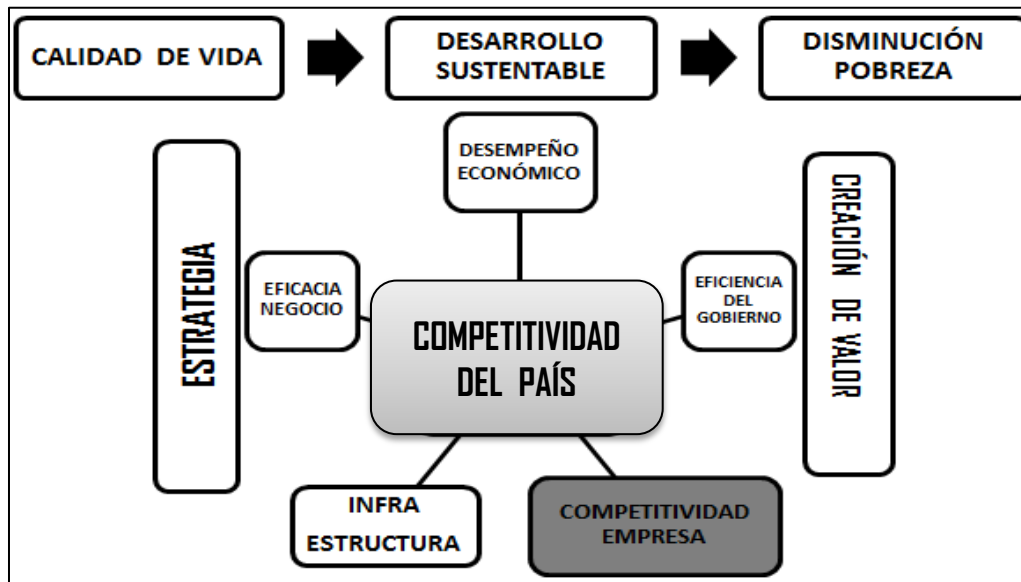 CALIDAD DE VIDA
DESARROLLO
SUSTENTABLE
DISMINUCIÓN
POBREZA
DESEMPEÑO
ECONÓMICO
ESTRATEGIA
EFICACIA
NEGOCIO
COMPETITIVIDAD
DEL PAÍS
EFICIENCIA
DEL
GOBIERNO
CREACIÓN DE VALOR
INFRA
ESTRUCTURA
COMPETITIVIDAD
EMPRESA